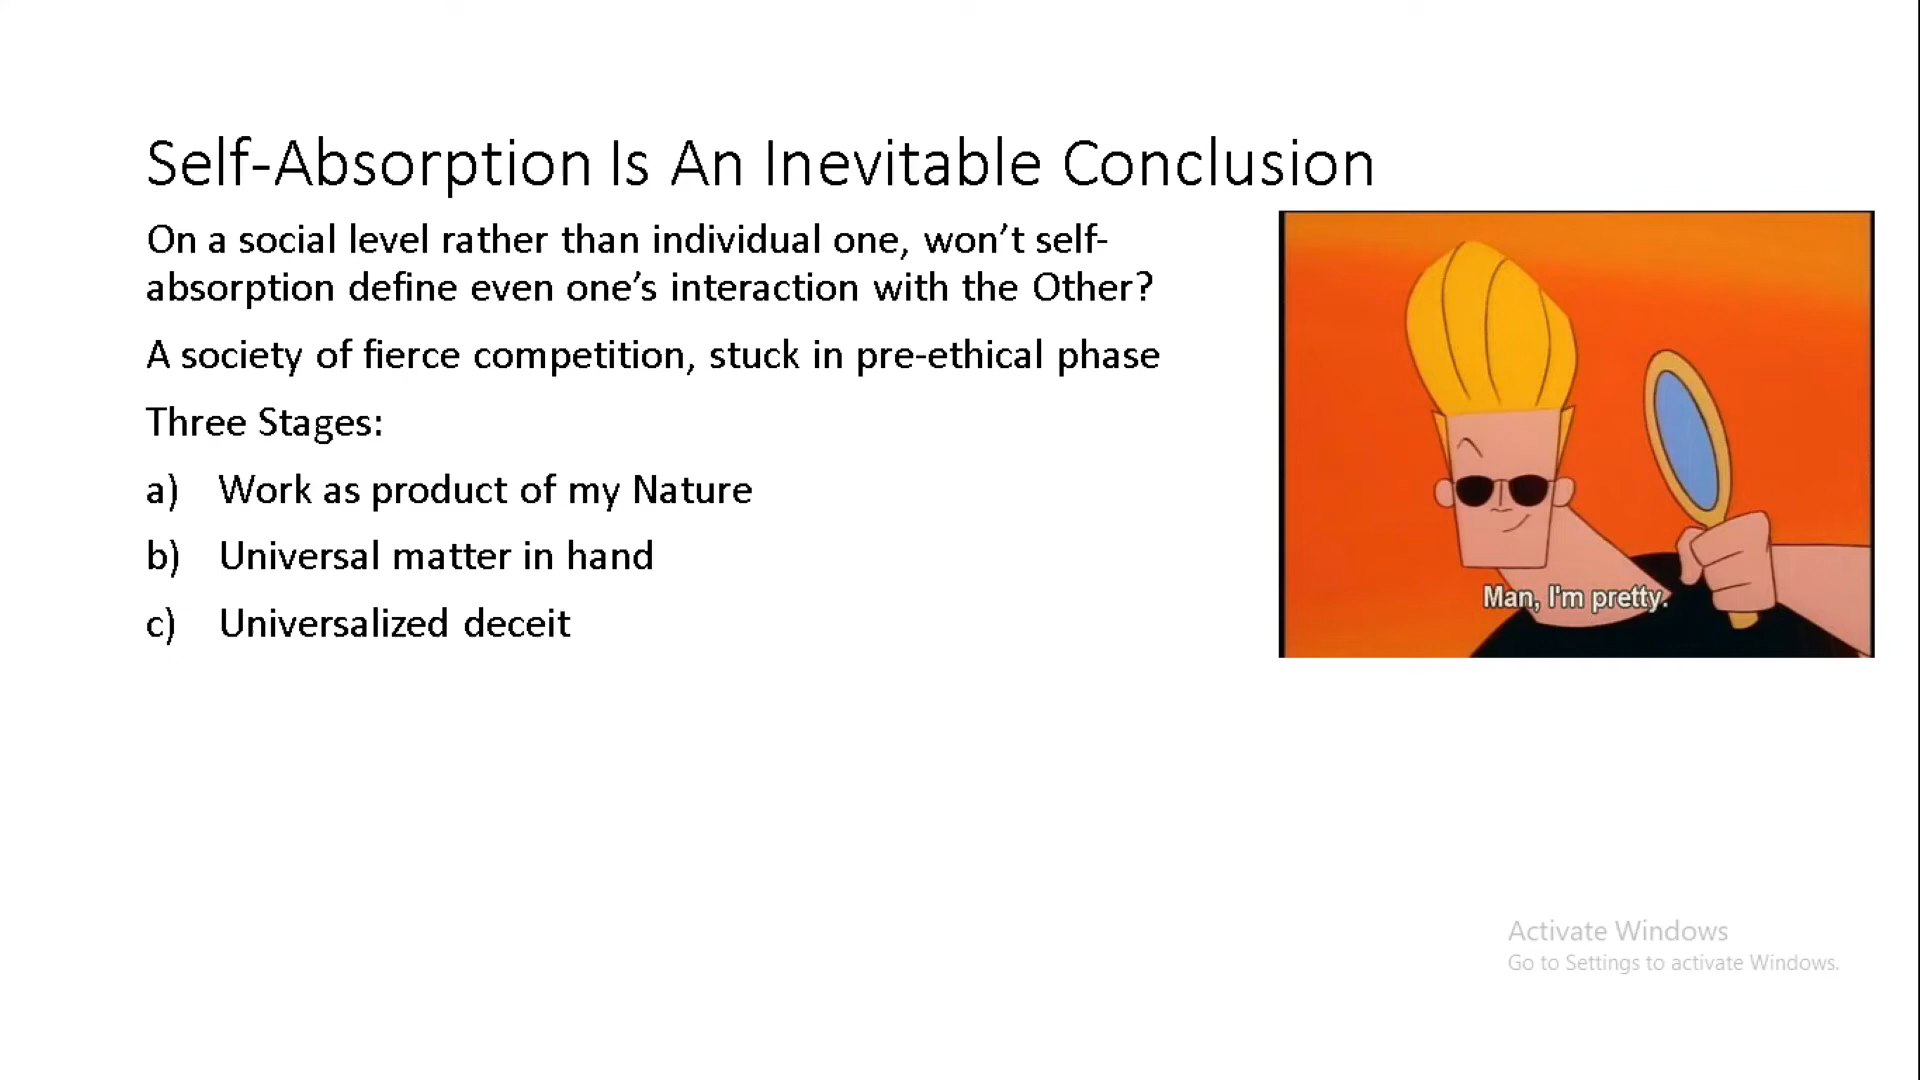 Self-Absorption Is An Inevitable Conclusion
On a social level rather than individual one, won’t self-
absorption define even one’s interaction with the Other?
A society of fierce competition, stuck in pre-ethical phase
Three Stages:
a) Work as product of my Nature
b) Universal matter in hand
c) Universalized deceit
Man, I'm pretty.
Activate Windows
Go to Settings to activate Windows.